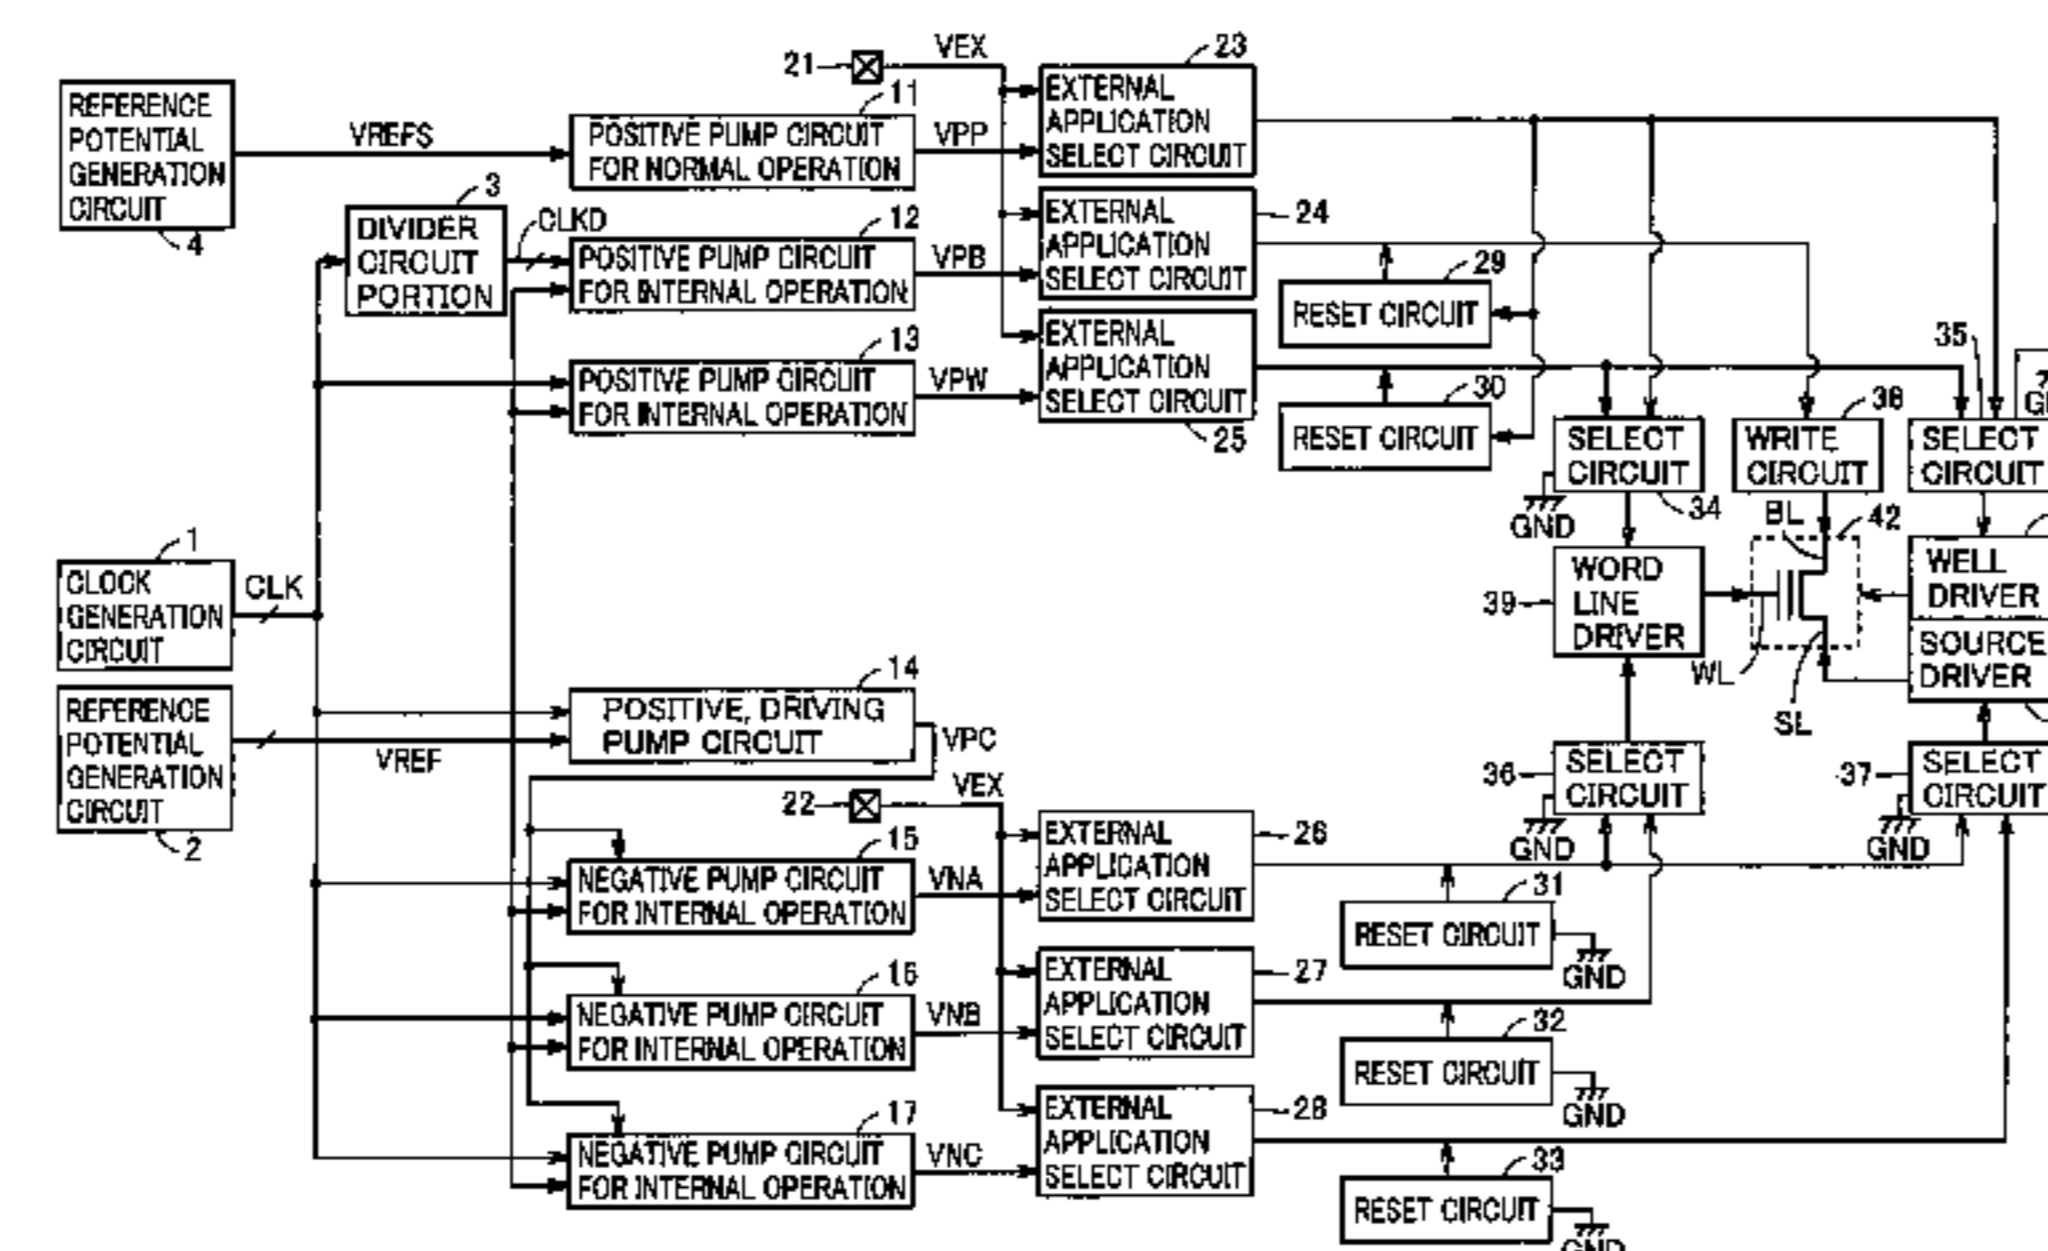 21
VEX
23
REFERENCE
POTENTIAL
GENERATION
CIRCUIT
4
VREFS
11
POSITIVE PUMP CIRCUIT
FOR NORMAL OPERATION
VPP
EXTERNAL
APPLICATION
SELECT CIRCUIT
3
DIVIDER
CIRCUIT
PORTION
CLKD
12
POSITIVE PUMP CIRCUIT
FOR INTERNAL OPERATION
VPB
EXTERNAL
APPLICATION
SELECT CIRCUIT
24
29
RESET CIRCUIT
13
POSITIVE PUMP CIRCUIT
FOR INTERNAL OPERATION
VPW
EXTERNAL
APPLICATION
SELECT CIRCUIT
25
30
RESET CIRCUIT
35
SELECT
CIRCUIT
GND
34
38
WRITE
CIRCUIT
SELECT
CIRCUIT
1
CLOCK
GENERATION
CIRCUIT
CLK
39
WORD
LINE
DRIVER
BL
42
WL
SL
WELL
DRIVER
SOURCE
DRIVER
REFERENCE
POTENTIAL
GENERATION
CIRCUIT
2
VREF
14
POSITIVE, DRIVING
PUMP CIRCUIT
VPC
36
SELECT
CIRCUIT
GND
37
SELECT
CIRCUIT
GND
22
VEX
15
NEGATIVE PUMP CIRCUIT
FOR INTERNAL OPERATION
VNA
EXTERNAL
APPLICATION
SELECT CIRCUIT
26
31
RESET CIRCUIT
GND
16
NEGATIVE PUMP CIRCUIT
FOR INTERNAL OPERATION
VNB
EXTERNAL
APPLICATION
SELECT CIRCUIT
27
32
RESET CIRCUIT
GND
17
NEGATIVE PUMP CIRCUIT
FOR INTERNAL OPERATION
VNC
EXTERNAL
APPLICATION
SELECT CIRCUIT
28
33
RESET CIRCUIT
GND